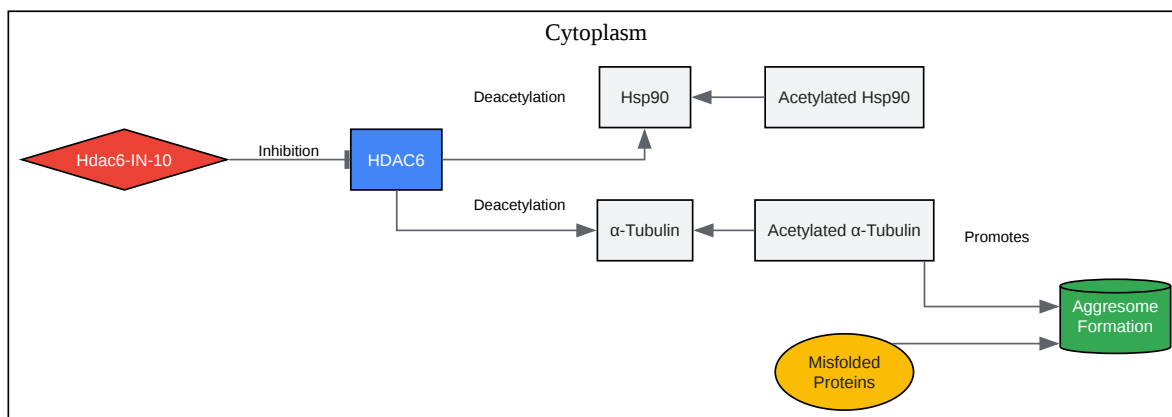 Cytoplasm
Deacetylation
Hsp90
Acetylated Hsp90
Hdac6-IN-10
Inhibition
HDAC6
Deacetylation
α-Tubulin
Acetylated α-Tubulin
Promotes
Aggresome
Formation
Misfolded
Proteins